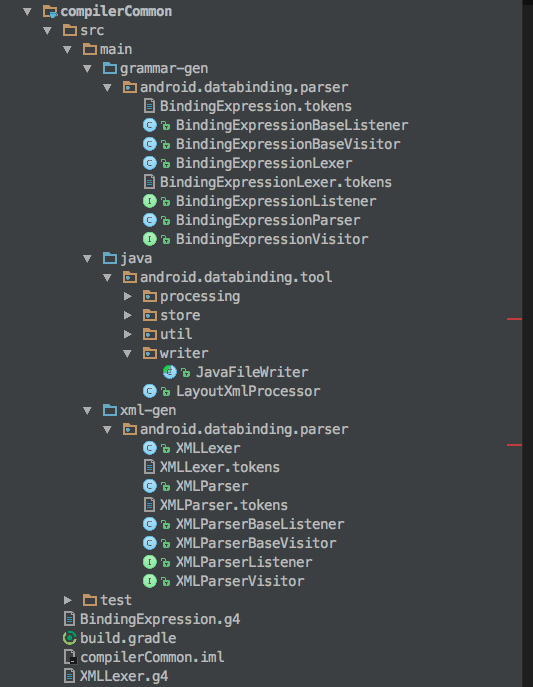 compilerCommon
src
main
grammar-gen
android.databinding.parser
BindingExpression.tokens
BindingExpressionBaseListener
BindingExpressionBaseVisitor
BindingExpressionLexer
BindingExpressionLexer.tokens
BindingExpressionListener
BindingExpressionParser
BindingExpressionVisitor
java
android.databinding.tool
processing
store
util
writer
JavaFileWriter
LayoutXmlProcessor
xml-gen
android.databinding.parser
XMLLexer
XMLLexer.tokens
XMLParser
XMLParser.tokens
XMLParserBaseListener
XMLParserBaseVisitor
XMLParserListener
XMLParserVisitor
test
BindingExpression.g4
build.gradle
compilerCommon.iml
XMLLexer.g4